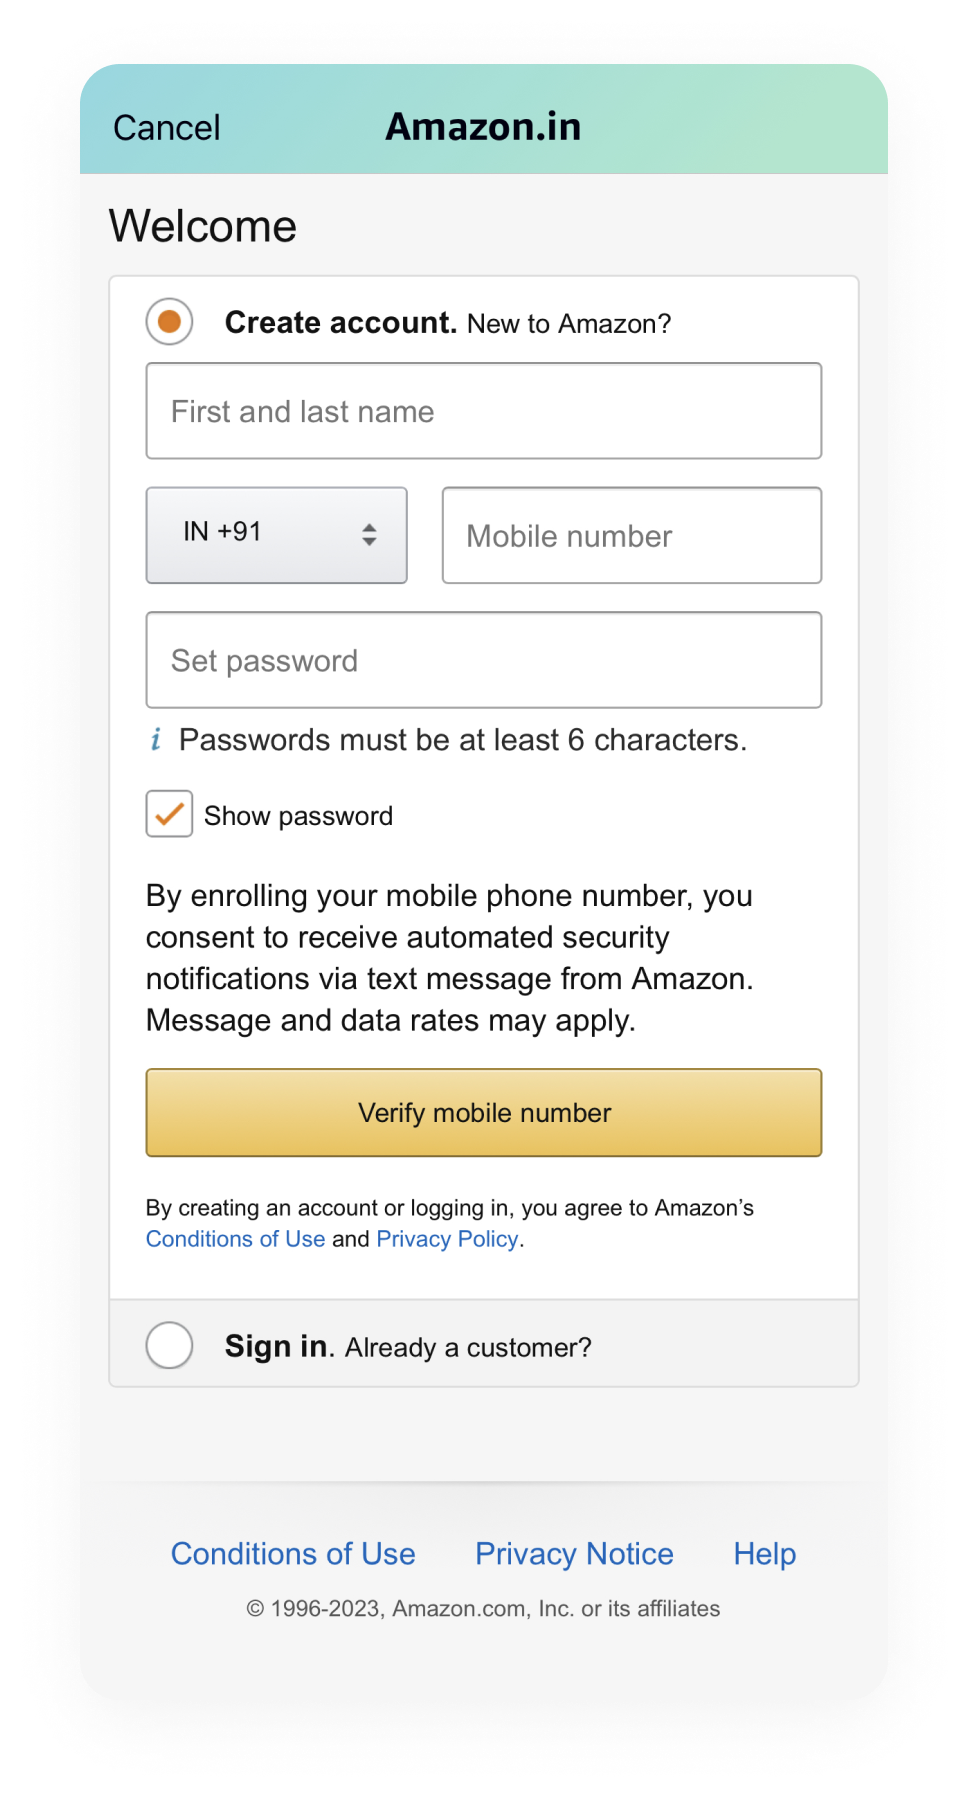 Cancel Amazon.in
Welcome
Create account. New to Amazon?
First and last name
IN +91 Mobile number
Set password
i Passwords must be at least 6 characters.
Show password
By enrolling your mobile phone number, you
consent to receive automated security
notifications via text message from Amazon.
Message and data rates may apply.
Verify mobile number
By creating an account or logging in, you agree to Amazon’s
Conditions of Use and Privacy Policy.
Sign in. Already a customer?
Conditions of Use Privacy Notice Help
© 1996-2023, Amazon.com, Inc. or its affiliates